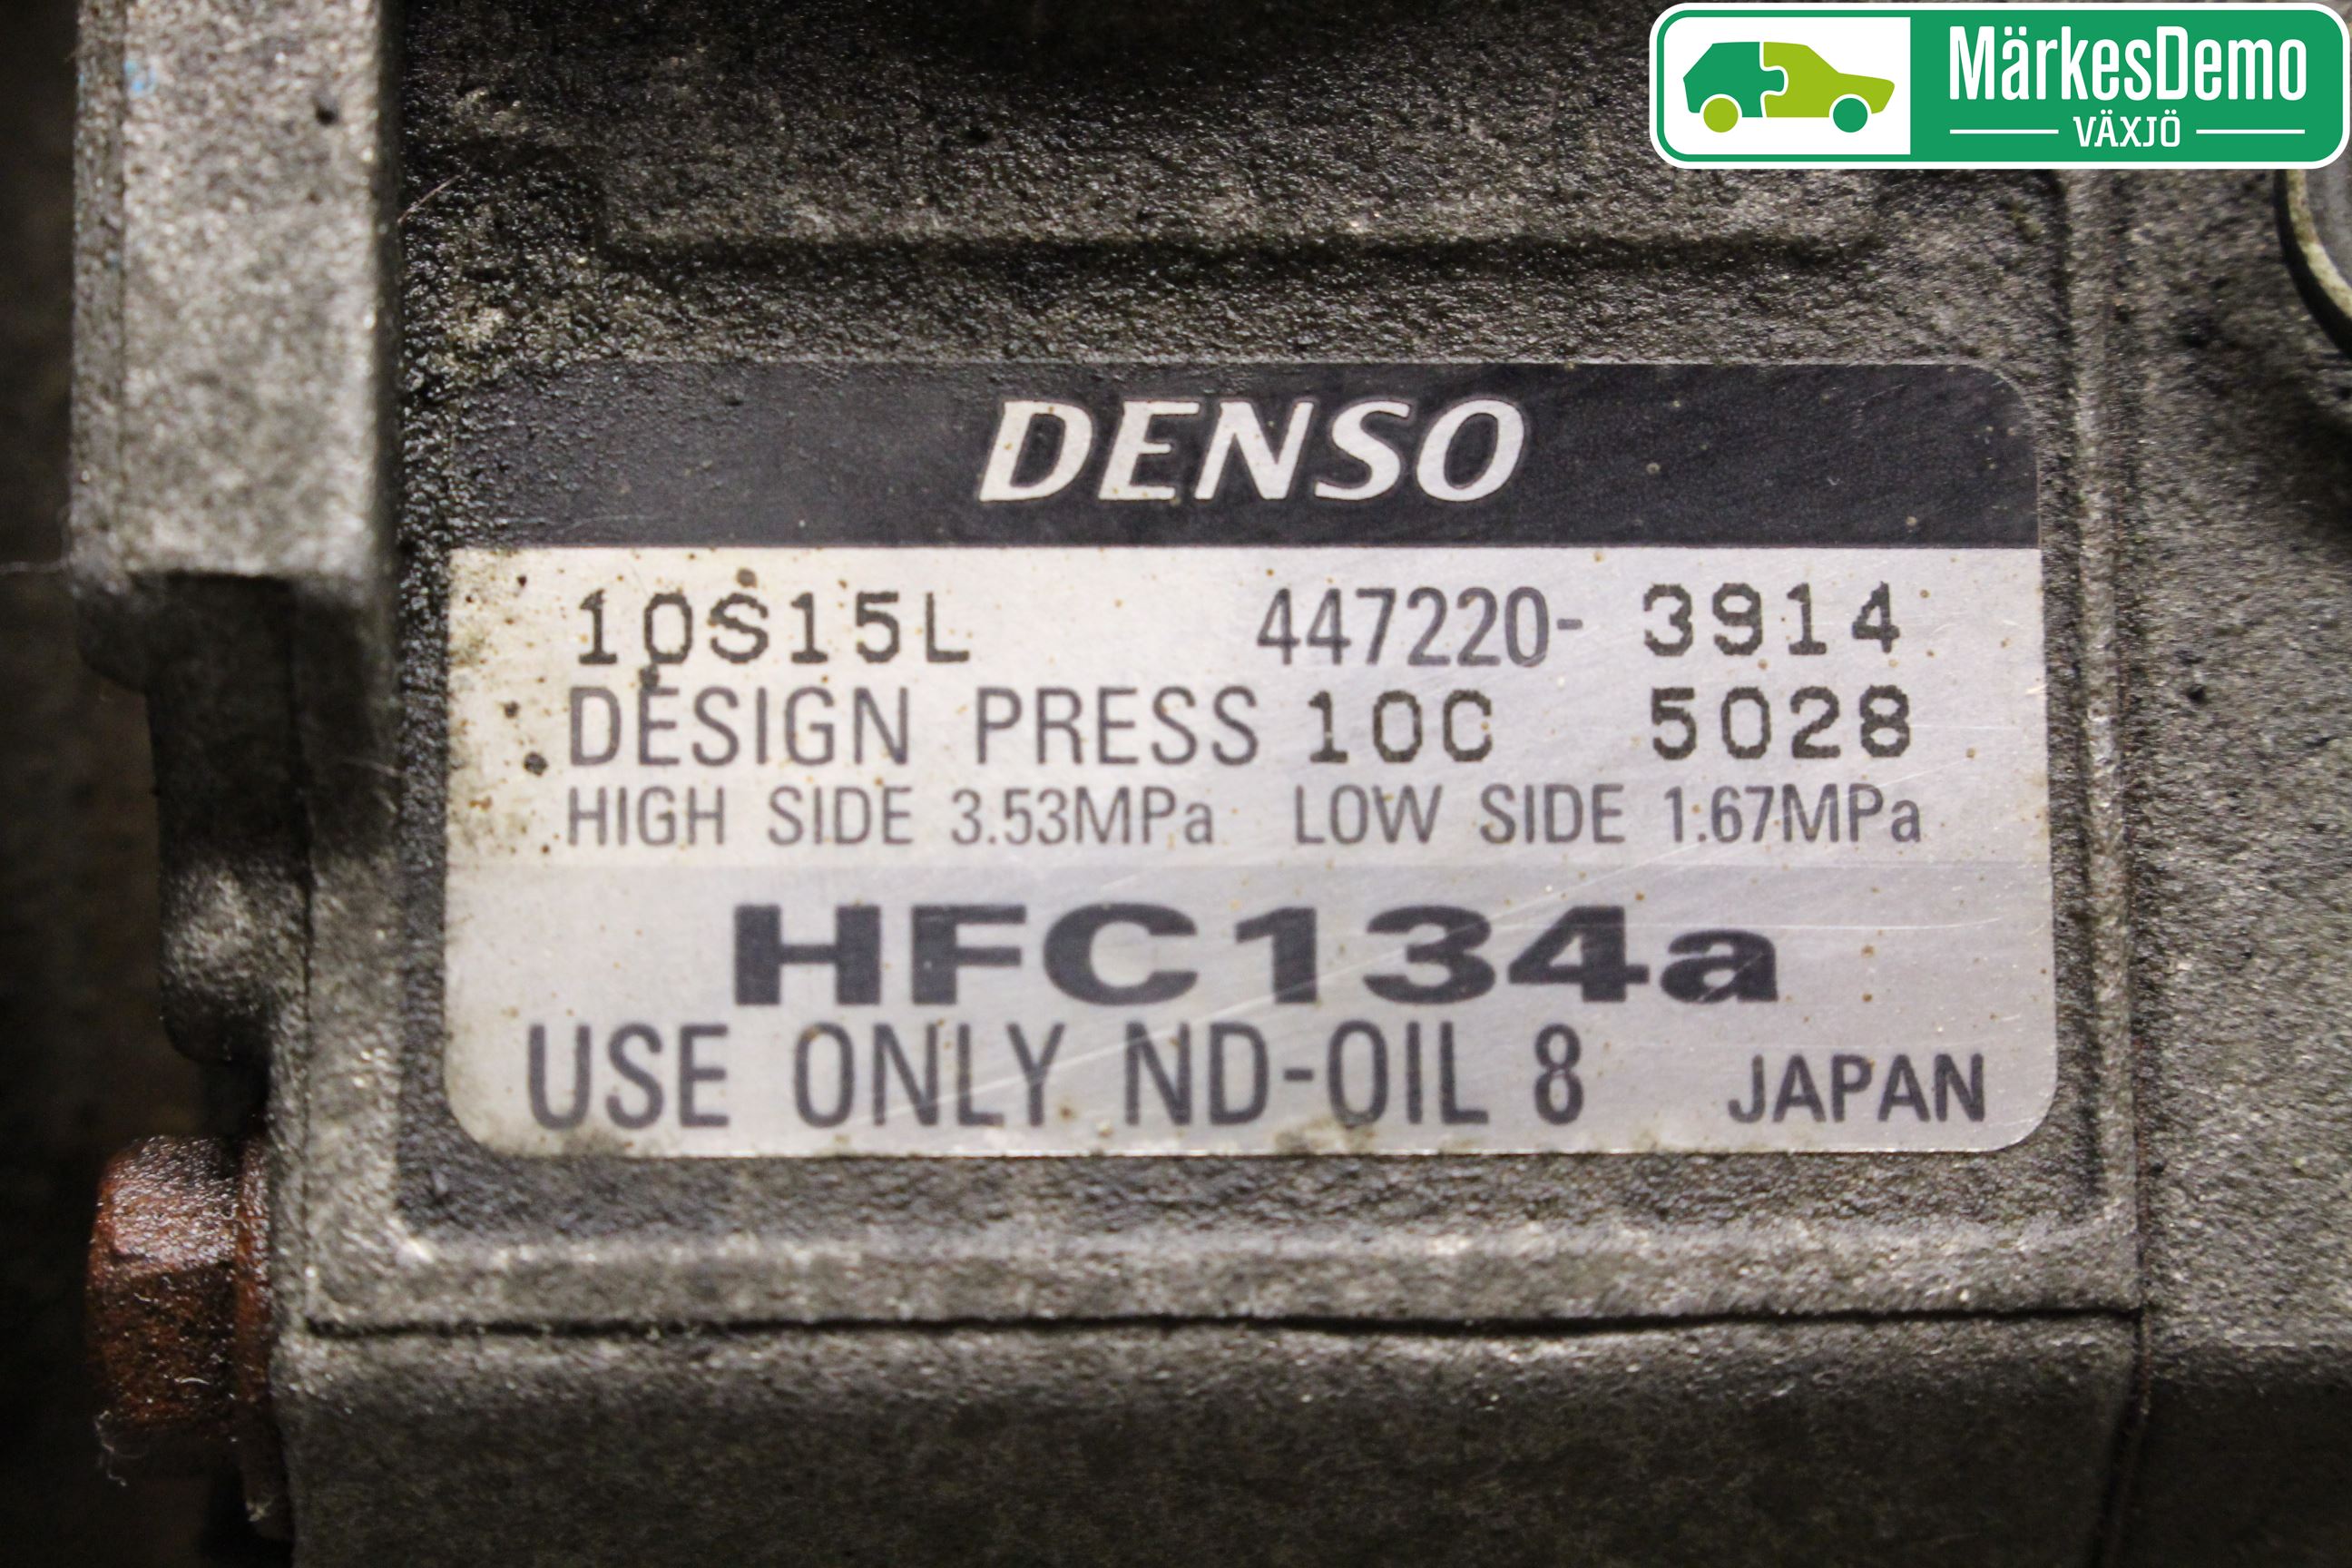 MärkesDemo
VÄXJÖ
DENSO
10S15L 447220- 3914
DESIGN PRESS 10C 5028
HIGH SIDE 3.53MPa LOW SIDE 1.67MPa
HFC134a
USE ONLY ND-OIL 8 JAPAN